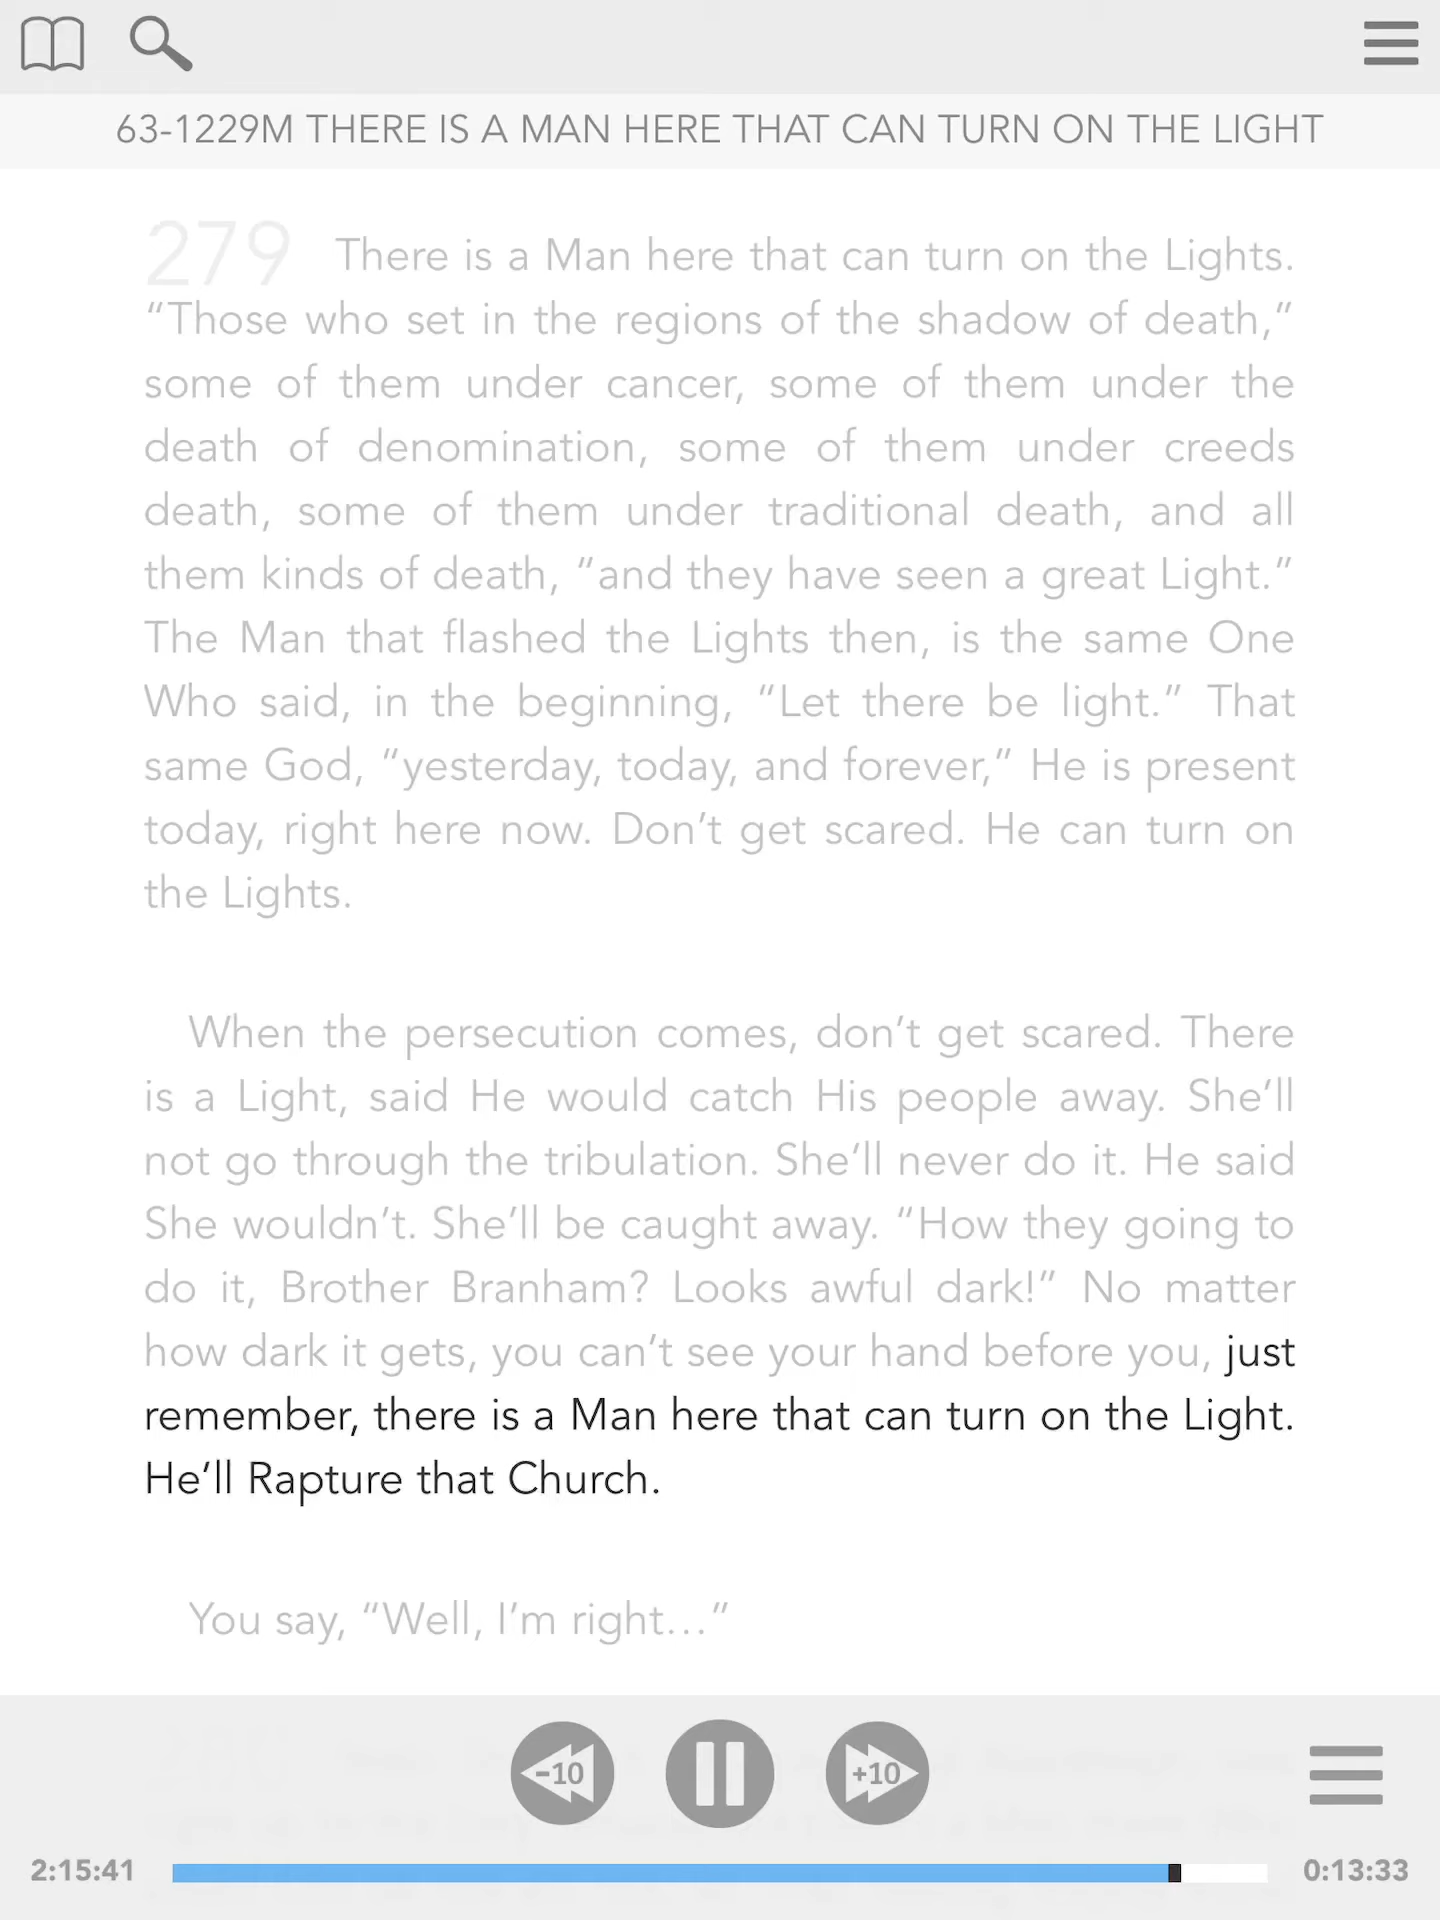 63-1229M THERE IS A MAN HERE THAT CAN TURN ON THE LIGHT
279 There is a Man here that can turn on the Lights.
“Those who set in the regions of the shadow of death,”
some of them under cancer, some of them under the
death of denomination, some of them under creeds
death, some of them under traditional death, and all
them kinds of death, “and they have seen a great Light.”
The Man that flashed the Lights then, is the same One
Who said, in the beginning, “Let there be light.” That
same God, “yesterday, today, and forever,” He is present
today, right here now. Don’t get scared. He can turn on
the Lights.
When the persecution comes, don’t get scared. There
is a Light, said He would catch His people away. She’ll
not go through the tribulation. She’ll never do it. He said
She wouldn’t. She’ll be caught away. “How they going to
do it, Brother Branham? Looks awful dark!” No matter
how dark it gets, you can’t see your hand before you, just
remember, there is a Man here that can turn on the Light.
He’ll Rapture that Church.
You say, “Well, I’m right…”
-10 +10
2:15:41 0:13:33